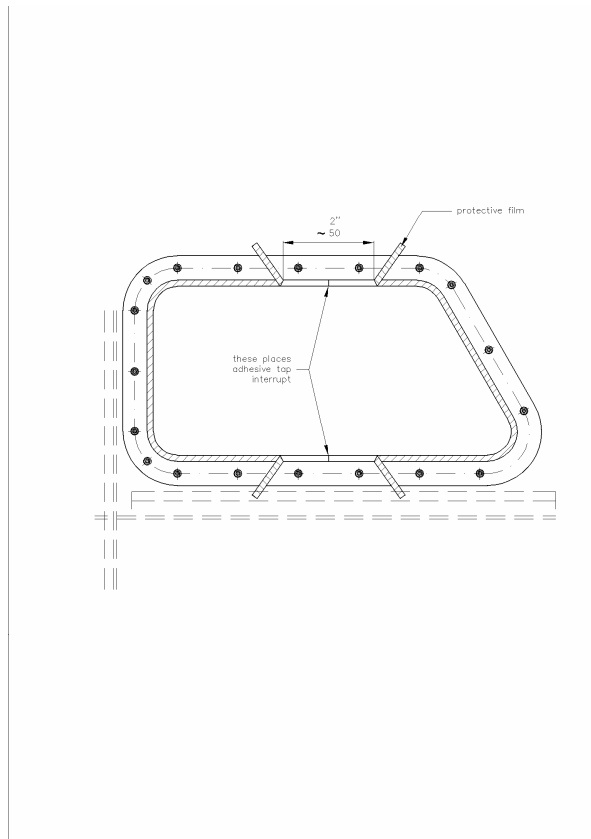 2''
~ 50
protective film
these places
adhesive tap
interrupt